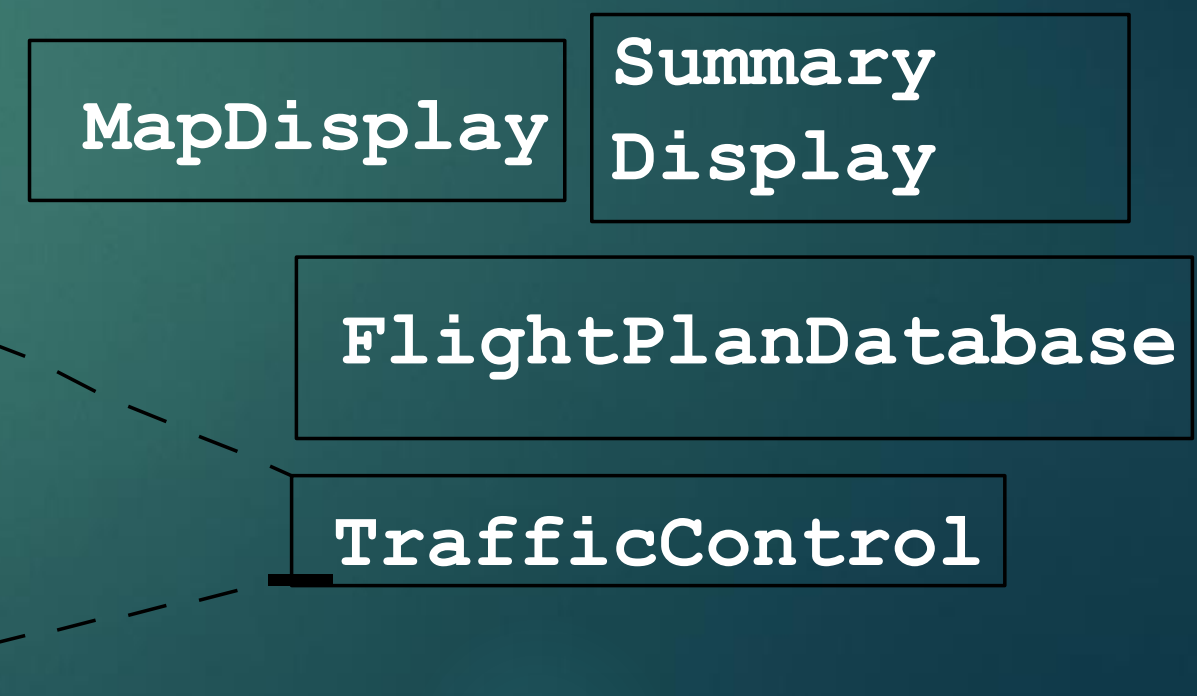 MapDisplay
Summary
Display
FlightPlanDatabase
TrafficControl